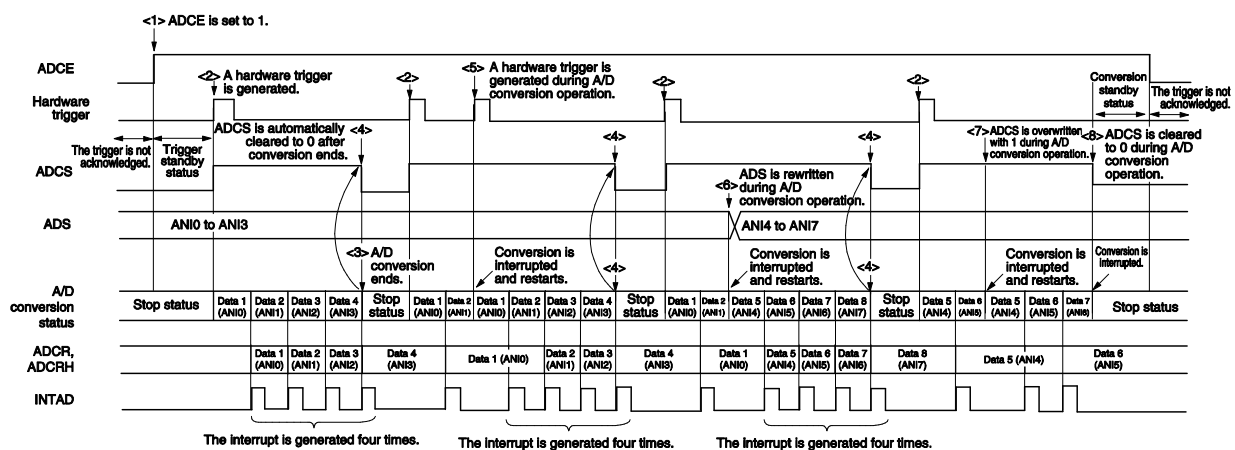 <1> ADCE is set to 1.
ADCE
<2> A hardware trigger
is generated.
<2>
<5> A hardware trigger is
generated during A/D
conversion operation.
<2>
<2>
Conversion
standby
status
The trigger is not
acknowledged.
Hardware
trigger
The trigger is not
acknowledged.
Trigger
standby
status
ADCS is automatically
cleared to 0 after
conversion ends.
<4>
<4>
<4>
<7> ADCS is overwritten
with 1 during A/D
conversion operation.
<8> ADCS is cleared
to 0 during A/D
conversion
operation.
ADCS
<6> ADS is rewritten
during A/D
conversion operation.
ADS
ANI0 to ANI3
ANI4 to ANI7
<3> A/D
conversion
ends.
Conversion is
interrupted
and restarts.
<4>
Conversion is
interrupted
and restarts.
<4>
Conversion is
interrupted
and restarts.
Conversion is
interrupted.
A/D
conversion
status
Stop status
Data 1
(ANI0)
Data 2
(ANI1)
Data 3
(ANI2)
Data 4
(ANI3)
Stop
status
Data 1
(ANI0)
Data 2
(ANI1)
Data 1
(ANI0)
Data 2
(ANI1)
Data 3
(ANI2)
Data 4
(ANI3)
Stop
status
Data 1
(ANI0)
Data 2
(ANI1)
Data 5
(ANI4)
Data 6
(ANI5)
Data 7
(ANI6)
Data 8
(ANI7)
Stop
status
Data 5
(ANI4)
Data 6
(ANI5)
Data 5
(ANI4)
Data 6
(ANI5)
Data 7
(ANI6)
Stop status
ADCR,
ADCRH
Data 1
(ANI0)
Data 2
(ANI1)
Data 3
(ANI2)
Data 4
(ANI3)
Data 1 (ANI0)
Data 2
(ANI1)
Data 3
(ANI2)
Data 4
(ANI3)
Data 1
(ANI0)
Data 5
(ANI4)
Data 6
(ANI5)
Data 7
(ANI6)
Data 8
(ANI7)
Data 5 (ANI4)
Data 6
(ANI5)
INTAD
The interrupt is generated four times.
The interrupt is generated four times.
The interrupt is generated four times.